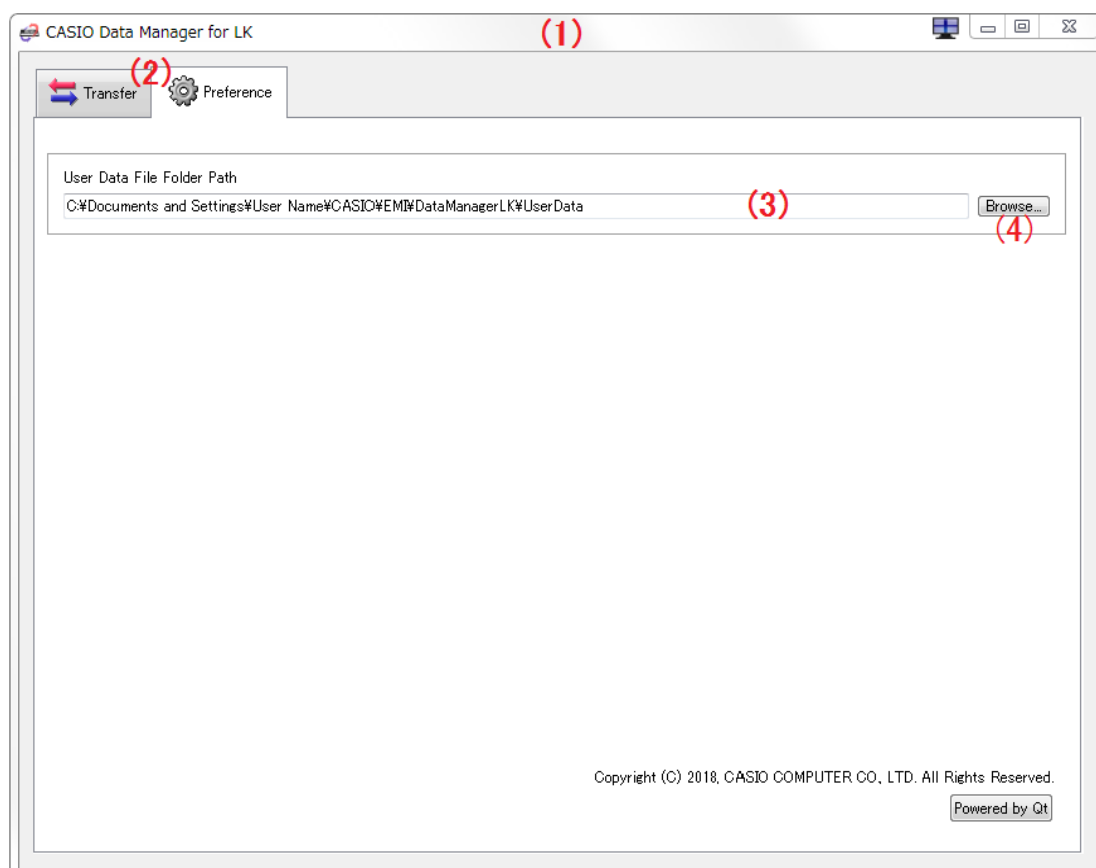 CASIO Data Manager for LK (1)
(2)
Transfer Preference
User Data File Folder Path
C:¥Documents and Settings¥User Name¥CASIO¥EMI¥DataManagerLK¥UserData (3) Browse...
(4)
Copyright (C) 2018, CASIO COMPUTER CO., LTD. All Rights Reserved.
Powered by Qt